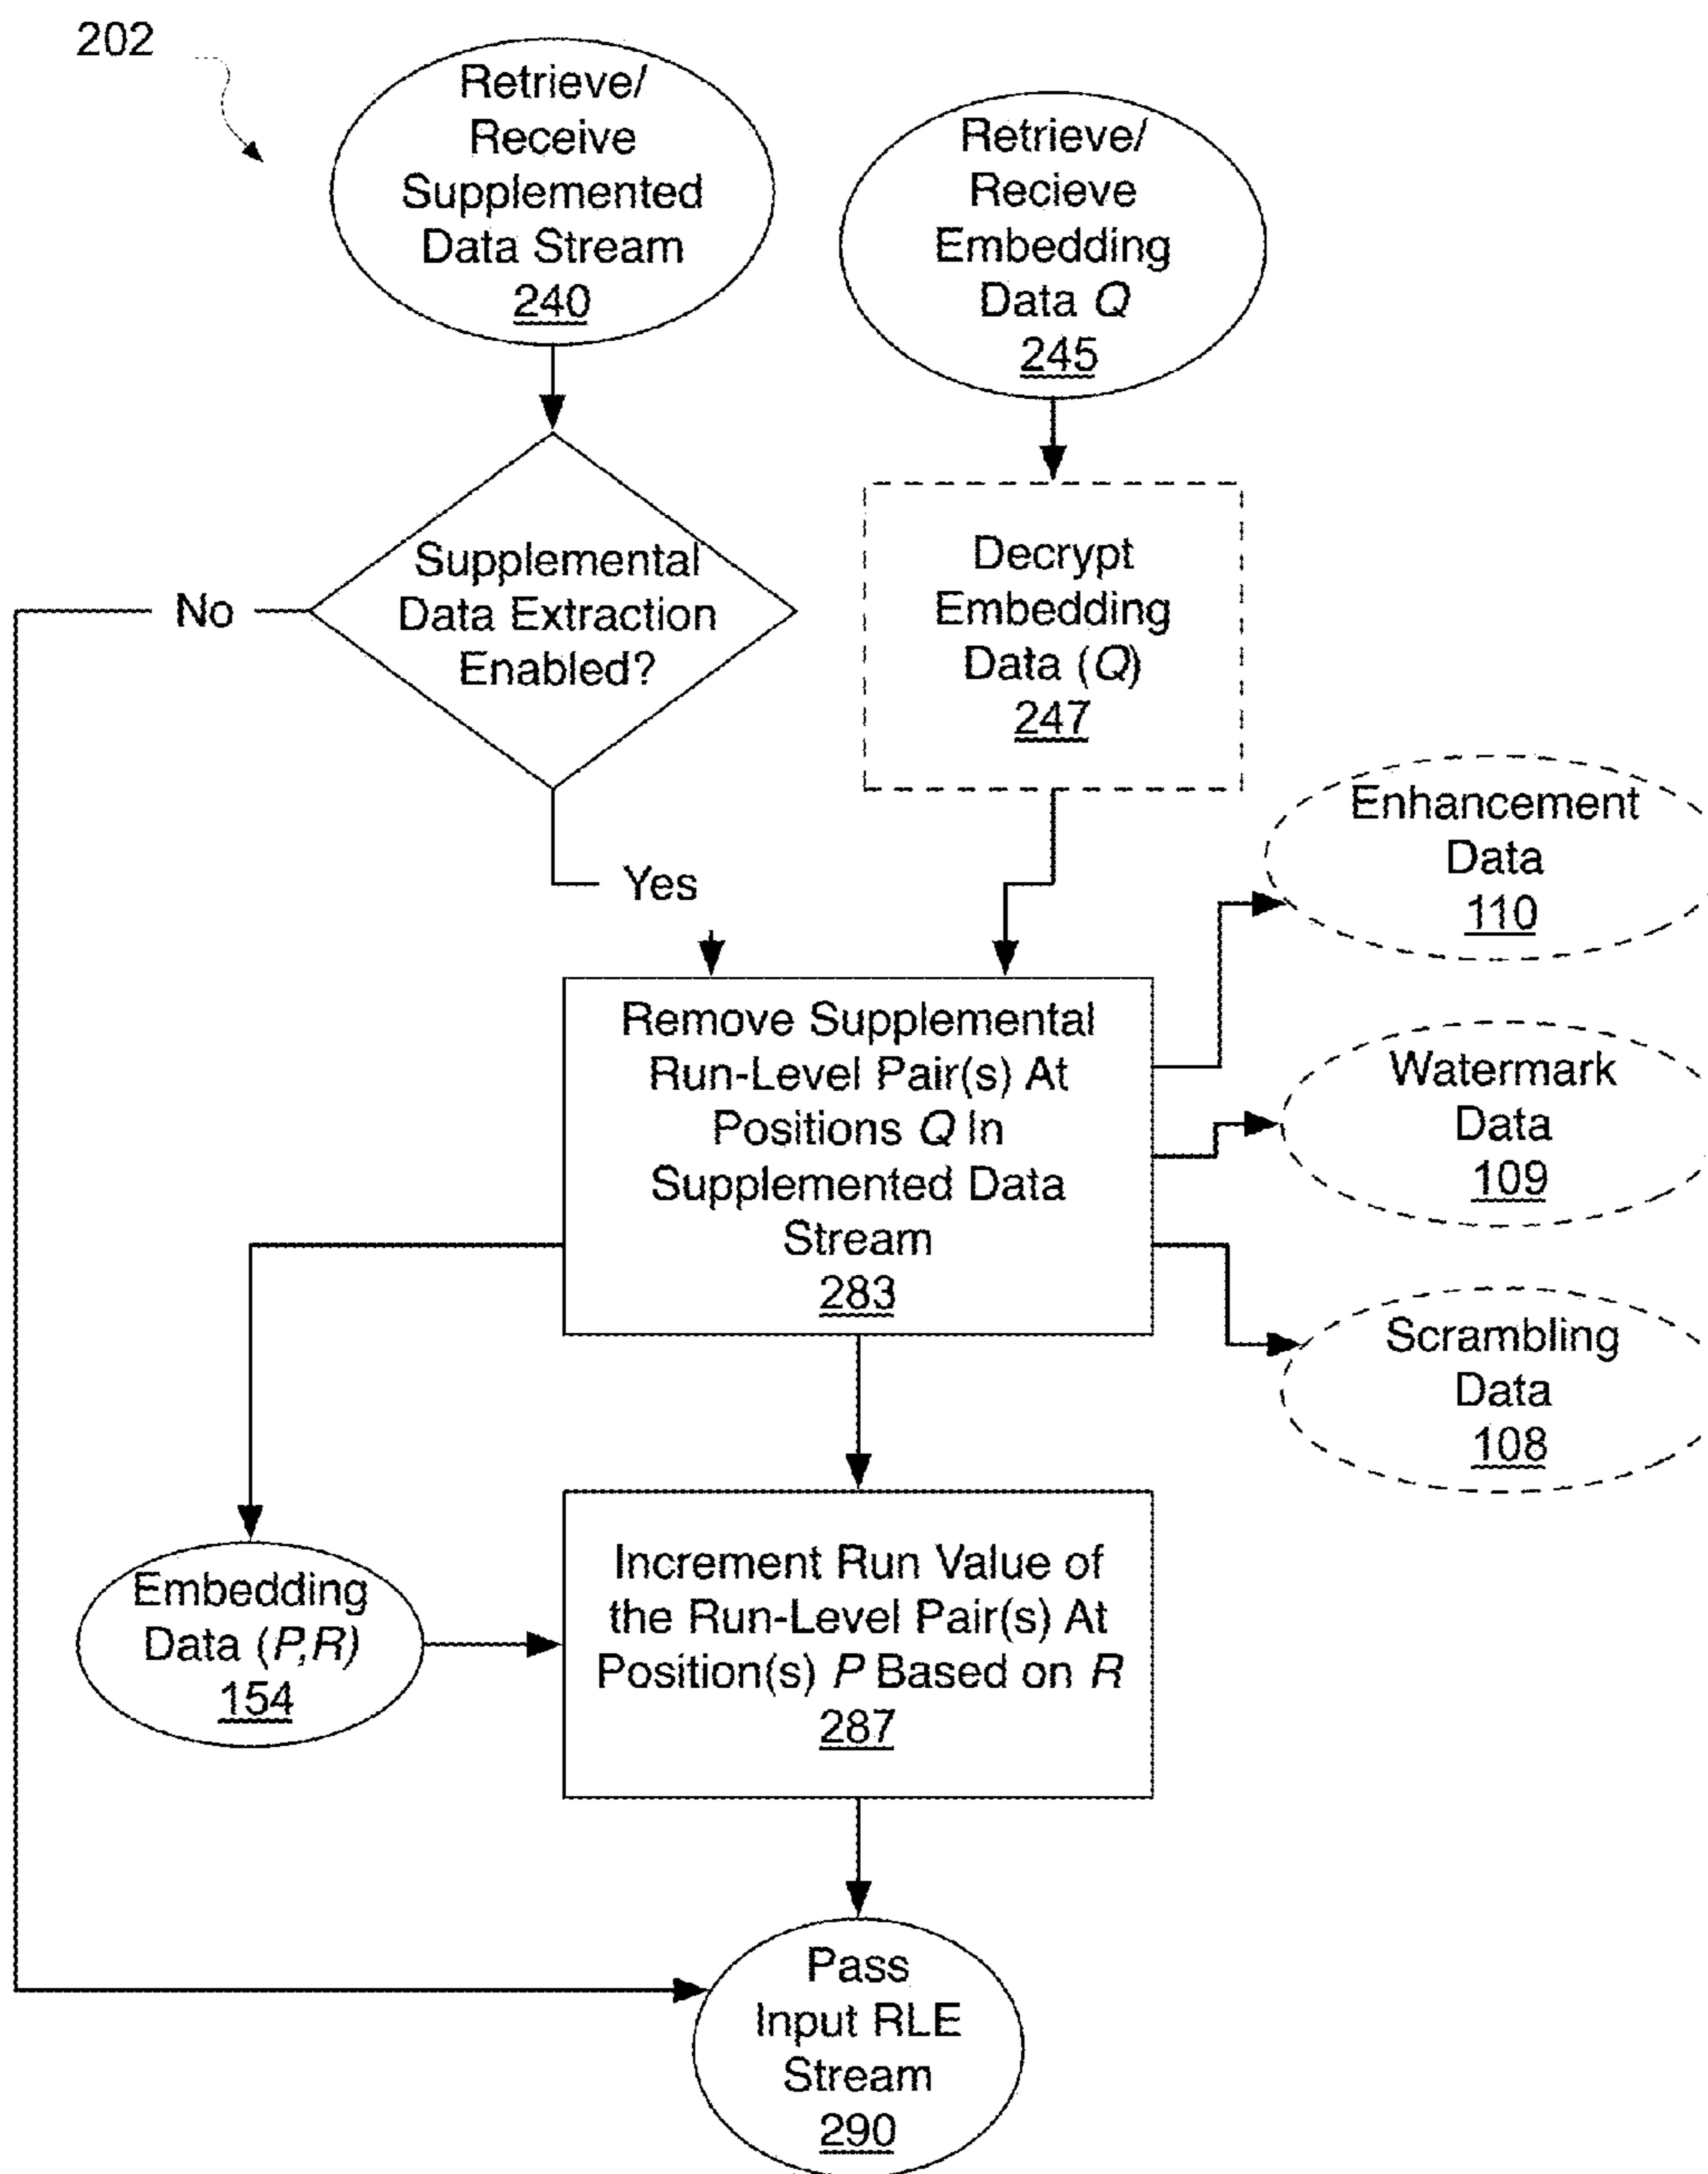 202
Retrieve/
Receive
Supplemented
Data Stream
240
Retrieve/
Recieve
Embedding
Data Q
245
Supplemental
Data Extraction
Enabled?
No
Yes
Decrypt
Embedding
Data (Q)
247
Enhancement
Data
110
Remove Supplemental
Run-Level Pair(s) At
Positions Q In
Supplemented Data
Stream
283
Watermark
Data
109
Scrambling
Data
108
Embedding
Data (P,R)
154
Increment Run Value of
the Run-Level Pair(s) At
Position(s) P Based on R
287
Pass
Input RLE
Stream
290